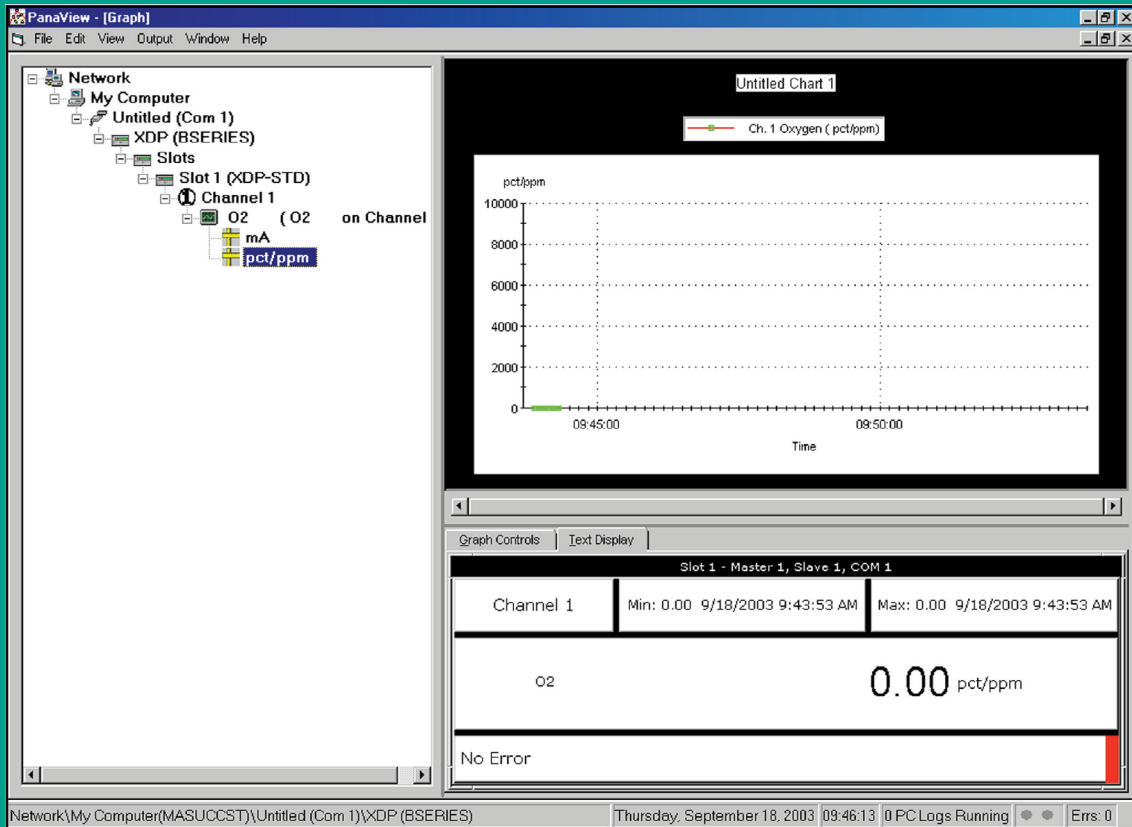 PanaView - [Graph]
File Edit View Output Window Help
Network
My Computer
Untitled (Com 1)
XDP (BSERIES)
Slots
Slot 1 (XDP-STD)
1 Channel 1
O2 ( O2 on Channel
mA
pct/ppm
Untitled Chart 1
Ch. 1 Oxygen ( pct/ppm)
pct/ppm
10000
8000
6000
4000
2000
0
09:45:00 09:50:00
Time
Graph Controls Text Display
Slot 1 - Master 1, Slave 1, COM 1
Channel 1 Min: 0.00 9/18/2003 9:43:53 AM Max: 0.00 9/18/2003 9:43:53 AM
O2 0.00 pct/ppm
No Error
Network\My Computer(MASUCCST)\Untitled (Com 1)\XDP (BSERIES) Thursday, September 18, 2003 09:46:13 0 PC Logs Running Errs: 0